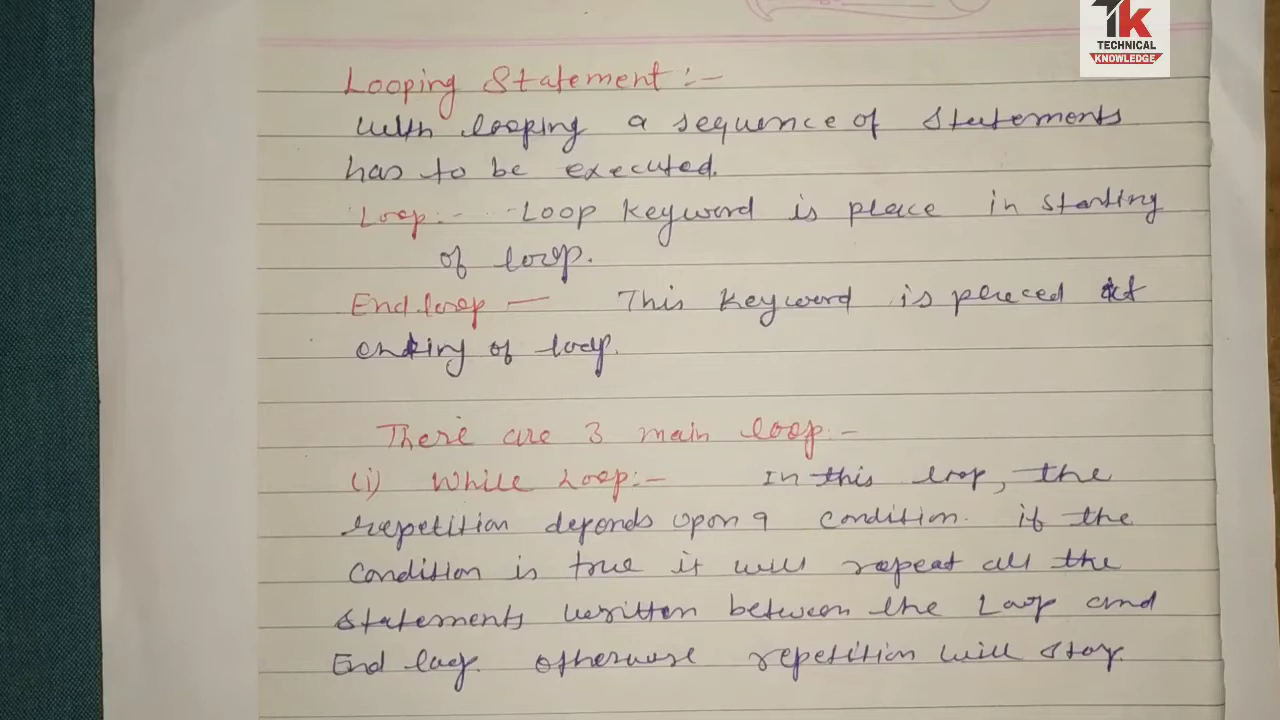 TK
TECHNICAL
KNOWLEDGE
Looping Statement :-
With looping a sequence of statements
has to be executed.
Loop:- Loop keyword is place in starting
of loop.
End loop — This keyword is placed at
ending of loop.
There are 3 main loop:-
(i) While Loop:- In this loop, the
repetition depends upon a condition. if the
condition is true it will repeat all the
statements written between the Loop and
End loop. otherwise repetition will stop.